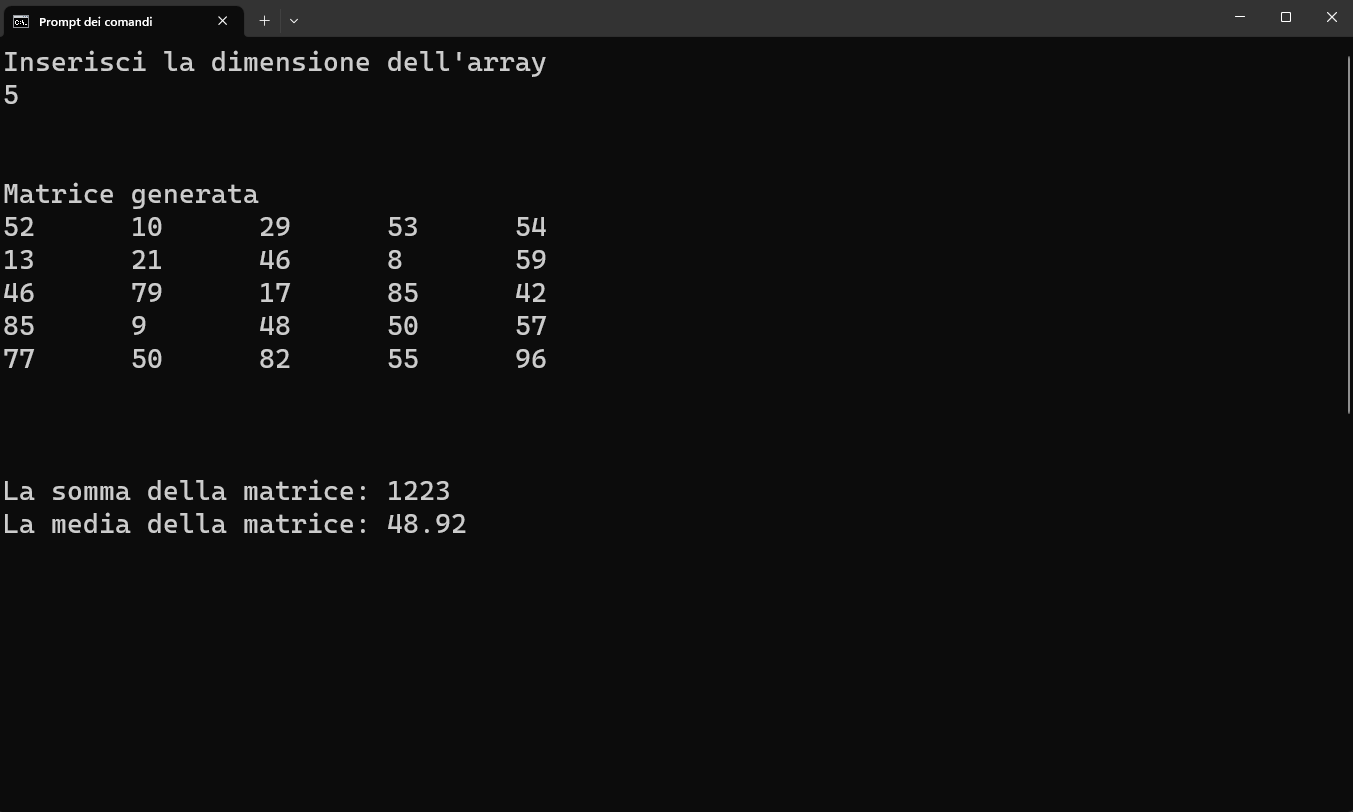 Prompt dei comandi
Inserisci la dimensione dell'array
5
Matrice generata
52 10 29 53 54
13 21 46 8 59
46 79 17 85 42
85 9 48 50 57
77 50 82 55 96
La somma della matrice: 1223
La media della matrice: 48.92